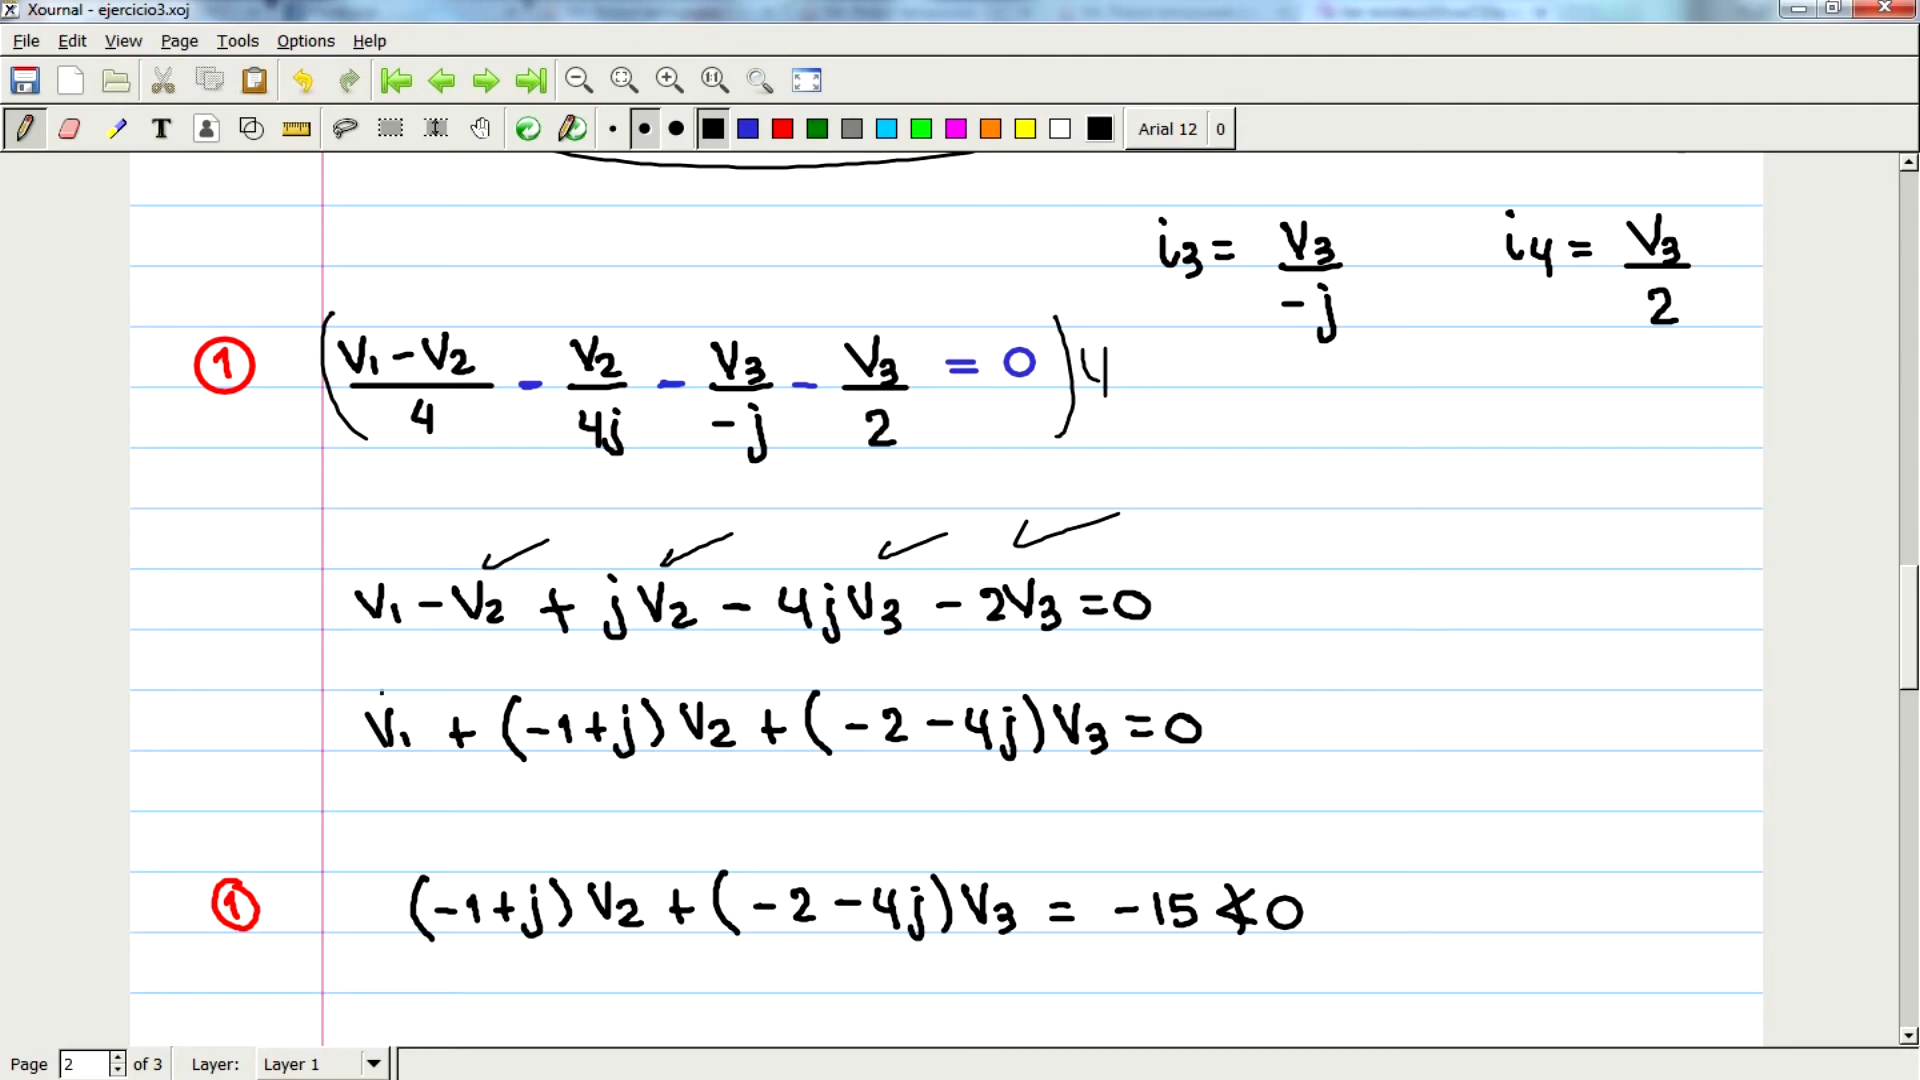 Xournal - ejercicio3.xoj
File Edit View Page Tools Options Help
T Arial 12 0
i3 = V3/-j i4 = V3/2
1 ( (V1 - V2)/4 - V2/4j - V3/-j - V3/2 = 0 ) 4
V1 - V2 + jV2 - 4jV3 - 2V3 = 0
V1 + (-1+j) V2 + (-2 - 4j) V3 = 0
1 (-1+j) V2 + (-2 - 4j) V3 = -15 ∡ 0
Page 2 of 3 Layer: Layer 1